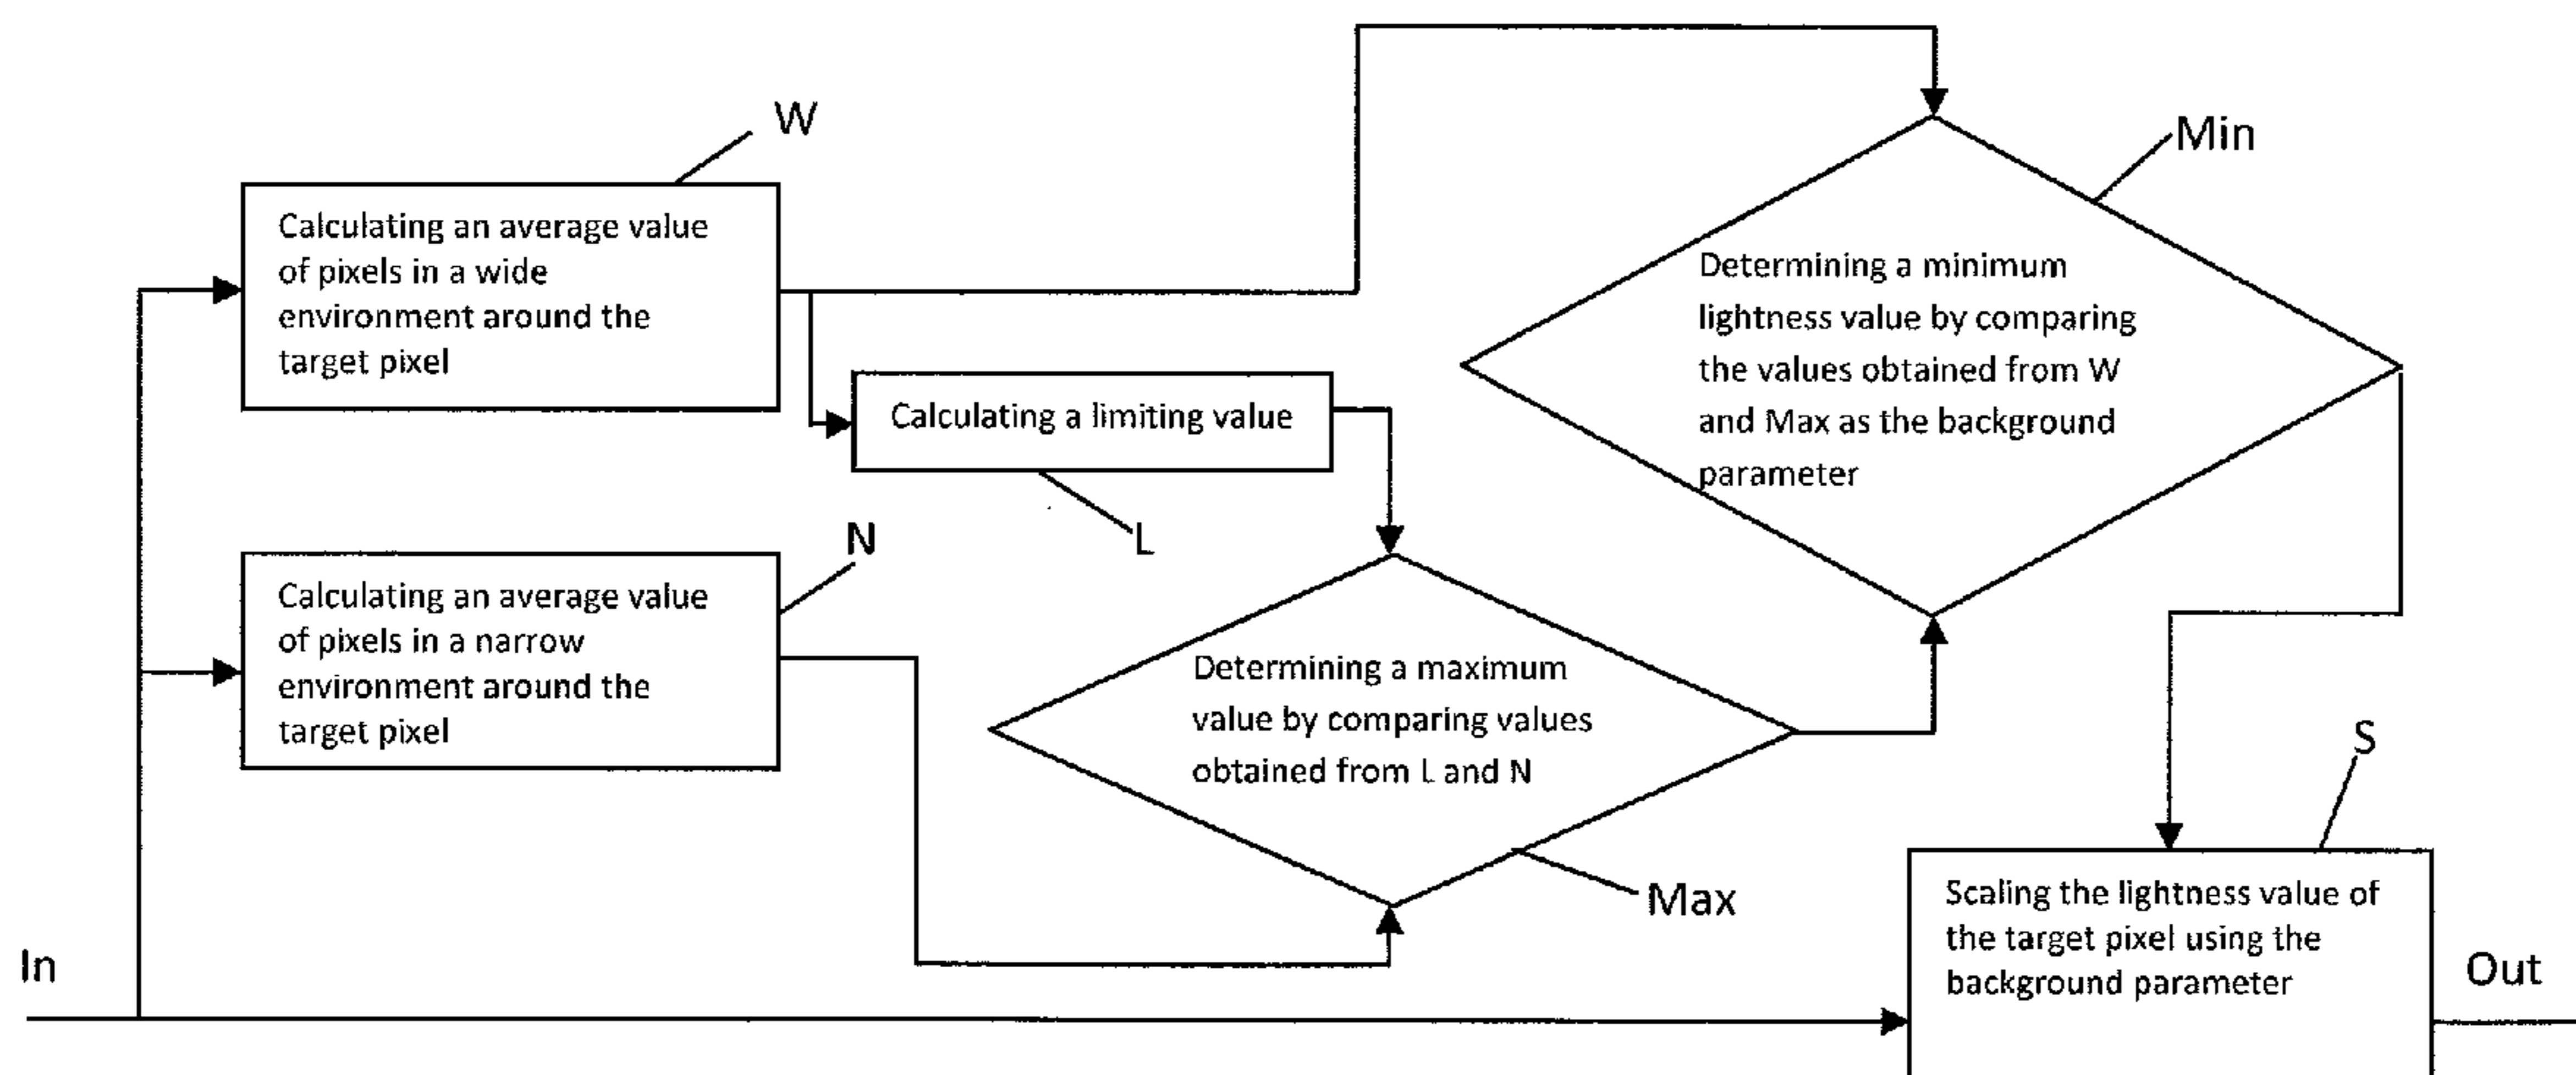 W
Calculating an average value
of pixels in a wide
environment around the
target pixel
Min
Determining a minimum
lightness value by comparing
the values obtained from W
and Max as the background
parameter
Calculating a limiting value
L
N
Calculating an average value
of pixels in a narrow
environment around the
target pixel
Determining a maximum
value by comparing values
obtained from L and N
Max
S
Scaling the lightness value of
the target pixel using the
background parameter
In
Out